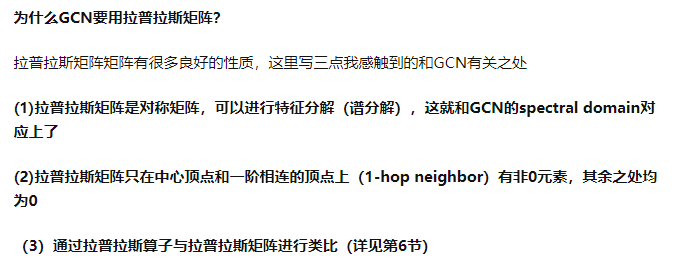 为什么GCN要用拉普拉斯矩阵?
拉普拉斯矩阵矩阵有很多良好的性质，这里写三点我感触到的和GCN有关之处
(1)拉普拉斯矩阵是对称矩阵，可以进行特征分解（谱分解），这就和GCN的spectral domain对
应上了
(2)拉普拉斯矩阵只在中心顶点和一阶相连的顶点上（1-hop neighbor）有非0元素，其余之处均
为0
（3）通过拉普拉斯算子与拉普拉斯矩阵进行类比（详见第6节）